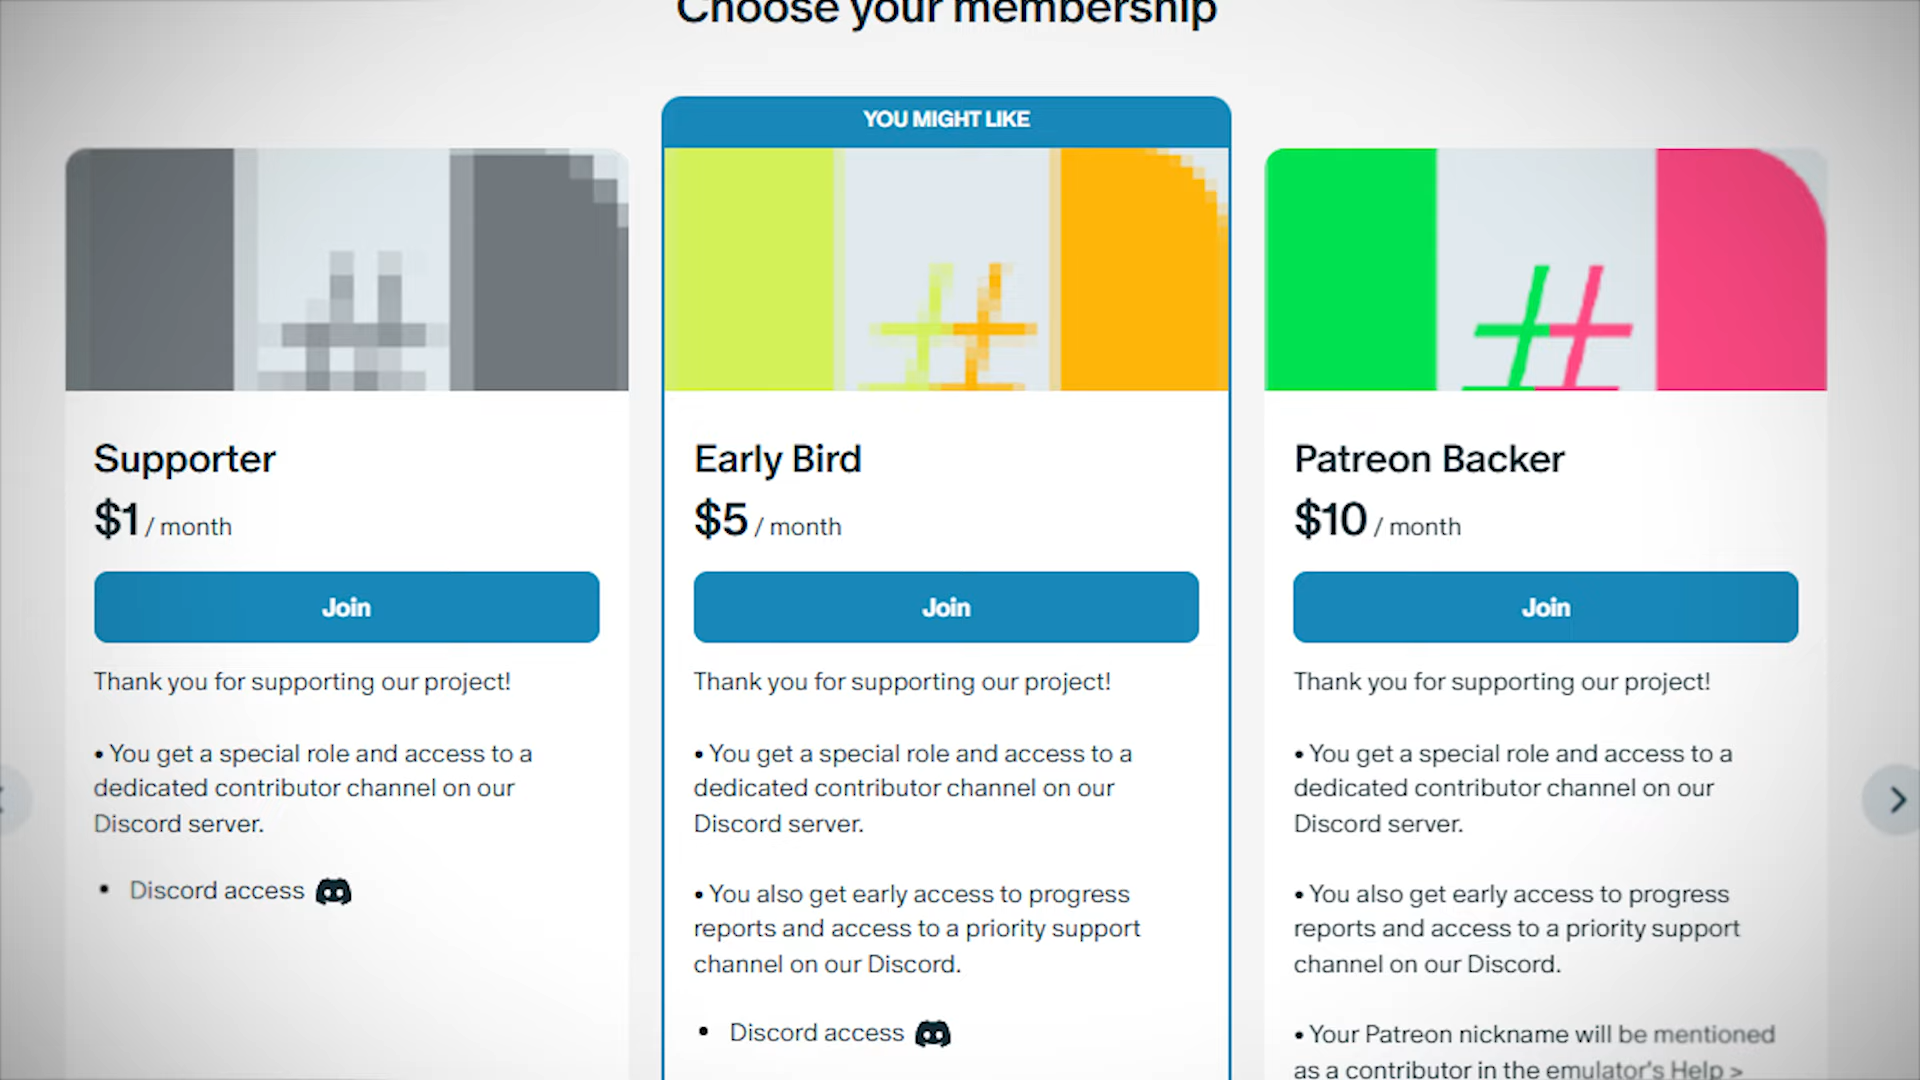 Choose your membership
YOU MIGHT LIKE
Supporter
$1 / month
Join
Thank you for supporting our project!
• You get a special role and access to a
dedicated contributor channel on our
Discord server.
• Discord access
Early Bird
$5 / month
Join
Thank you for supporting our project!
• You get a special role and access to a
dedicated contributor channel on our
Discord server.
• You also get early access to progress
reports and access to a priority support
channel on our Discord.
• Discord access
Patreon Backer
$10 / month
Join
Thank you for supporting our project!
• You get a special role and access to a
dedicated contributor channel on our
Discord server.
• You also get early access to progress
reports and access to a priority support
channel on our Discord.
• Your Patreon nickname will be mentioned
as a contributor in the emulator's Help >